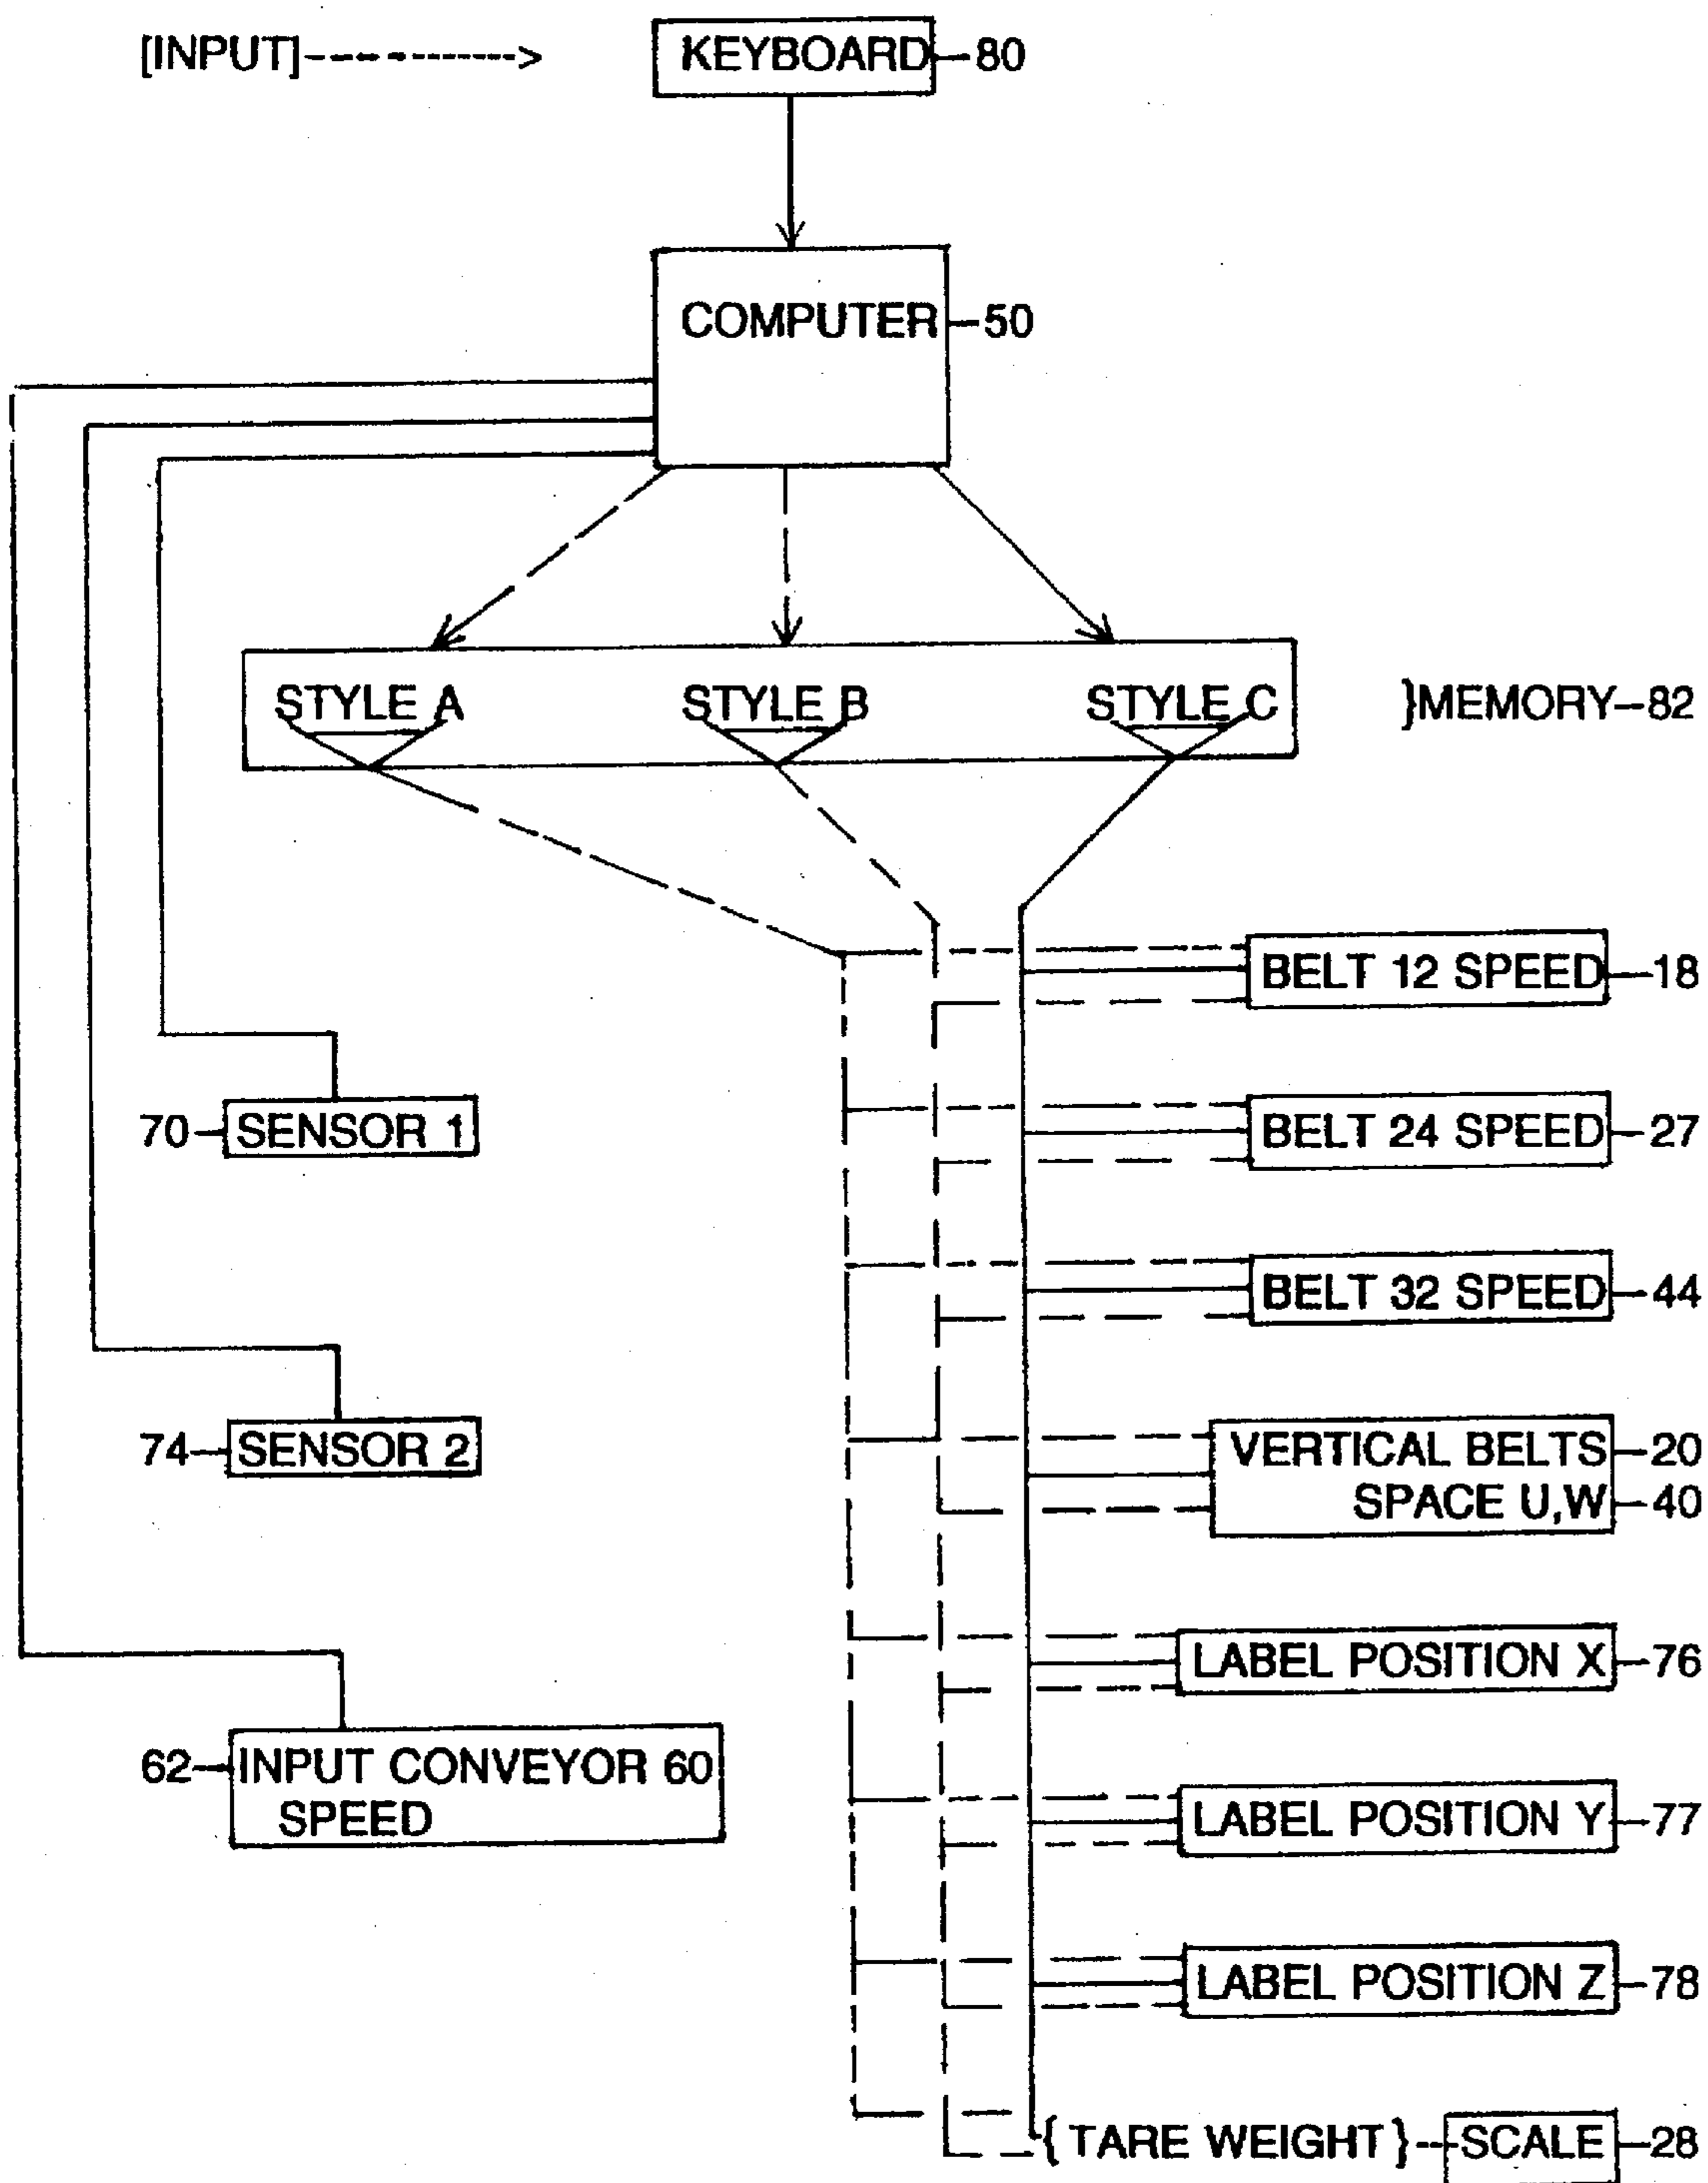 [INPUT] KEYBOARD 80
COMPUTER 50
STYLE A STYLE B STYLE C }MEMORY 82
BELT 12 SPEED 18
70 SENSOR 1 BELT 24 SPEED 27
BELT 32 SPEED 44
74 SENSOR 2 VERTICAL BELTS 20
SPACE U,W 40
LABEL POSITION X 76
62 INPUT CONVEYOR 60
SPEED
LABEL POSITION Y 77
LABEL POSITION Z 78
{ TARE WEIGHT } SCALE 28